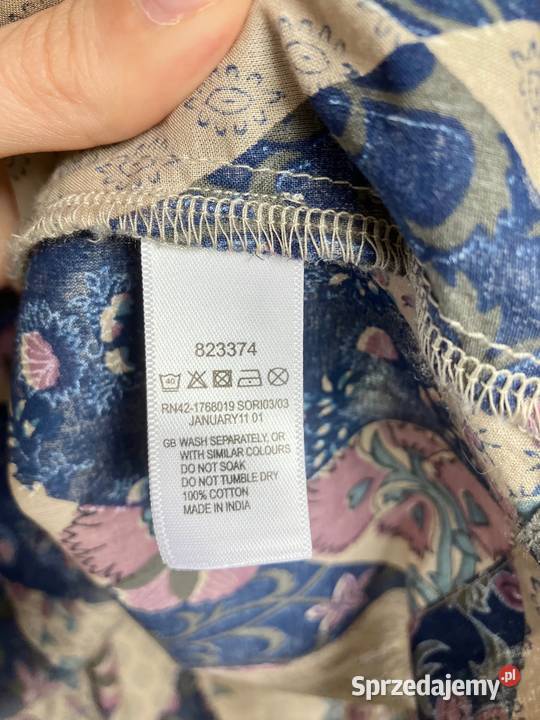 823374
40
RN42-1768019 SORI03/03
JANUARY11 01
GB WASH SEPARATELY, OR
WITH SIMILAR COLOURS
DO NOT SOAK
DO NOT TUMBLE DRY
100% COTTON
MADE IN INDIA
Sprzedajemy.pl